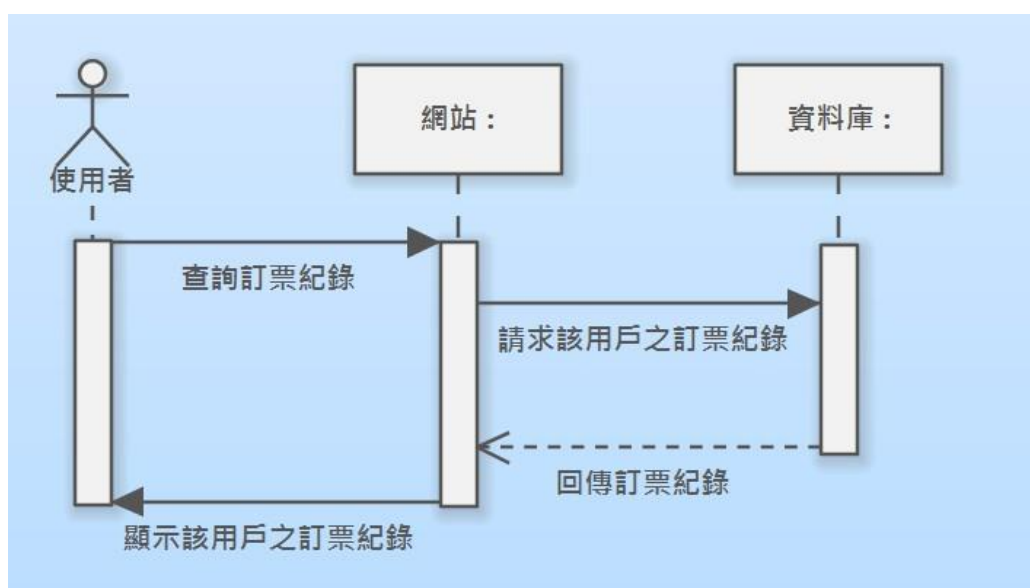 網站 :
資料庫 :
使用者
查詢訂票紀錄
請求該用戶之訂票紀錄
回傳訂票紀錄
顯示該用戶之訂票紀錄